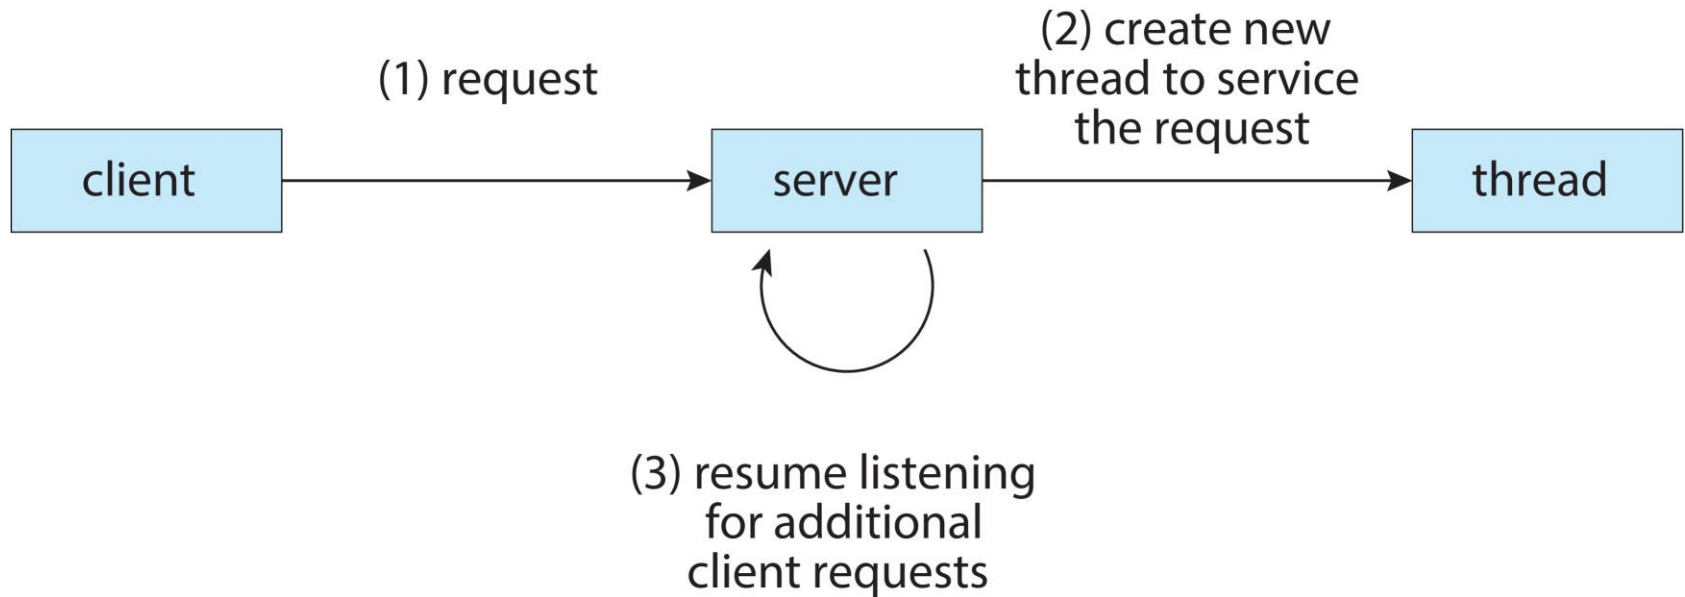 (1) request
(2) create new
thread to service
the request
client
server
thread
(3) resume listening
for additional
client requests